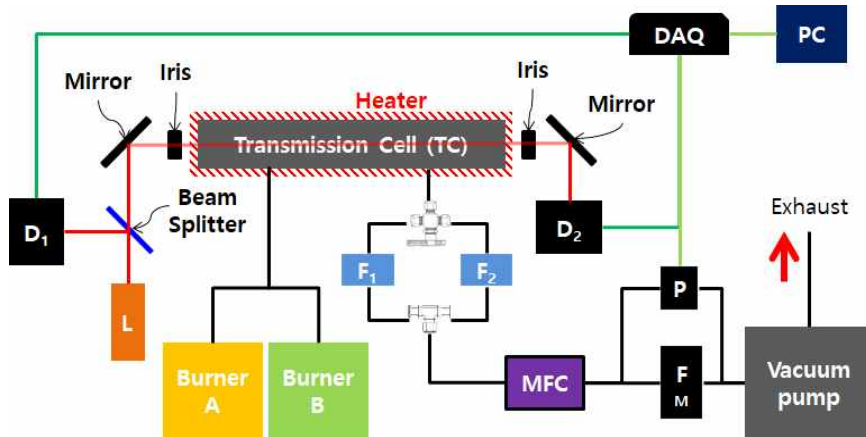 DAQ
PC
Iris
Mirror
Heater
Iris
Mirror
Transmission Cell (TC)
Beam
Splitter
D₁
D₂
Exhaust
F₁
F₂
P
L
Burner
A
Burner
B
MFC
F
M
Vacuum
pump